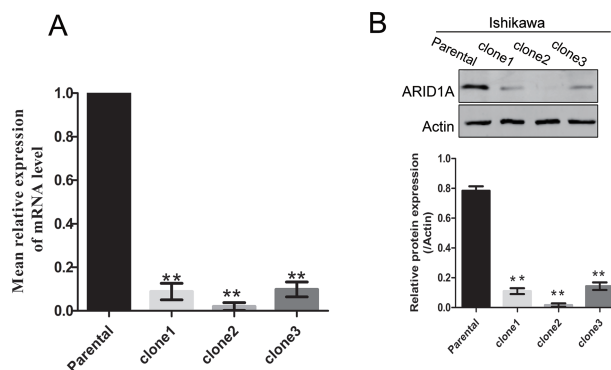 A
Mean relative expression
of mRNA level
1.0
0.8
0.6
0.4
0.2
0.0
**
**
**
Parental
clone1
clone2
clone3
B
Ishikawa
Parental
clone1
clone2
clone3
ARID1A
Actin
Relative protein expression
(/Actin)
1.0
0.8
0.6
0.4
0.2
0.0
**
**
**
Parental
clone1
clone2
clone3